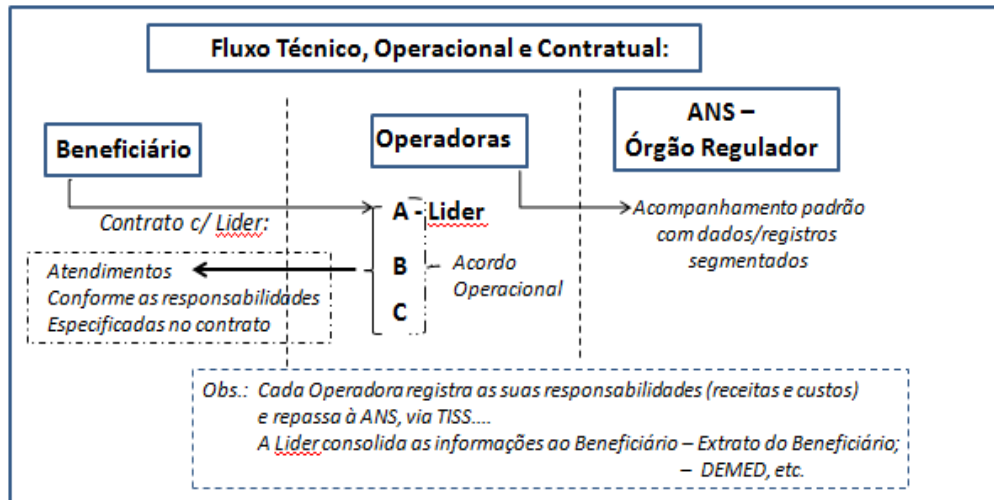 Fluxo Técnico, Operacional e Contratual:
Beneficiário
Operadoras
ANS –
Órgão Regulador
Contrato c/ Lider:
A - Lider
B
C
Acordo
Operacional
Acompanhamento padrão
com dados/registros
segmentados
Atendimentos
Conforme as responsabilidades
Especificadas no contrato
Obs.: Cada Operadora registra as suas responsabilidades (receitas e custos)
e repassa à ANS, via TISS....
A Lider consolida as informações ao Beneficiário – Extrato do Beneficiário;
– DEMED, etc.